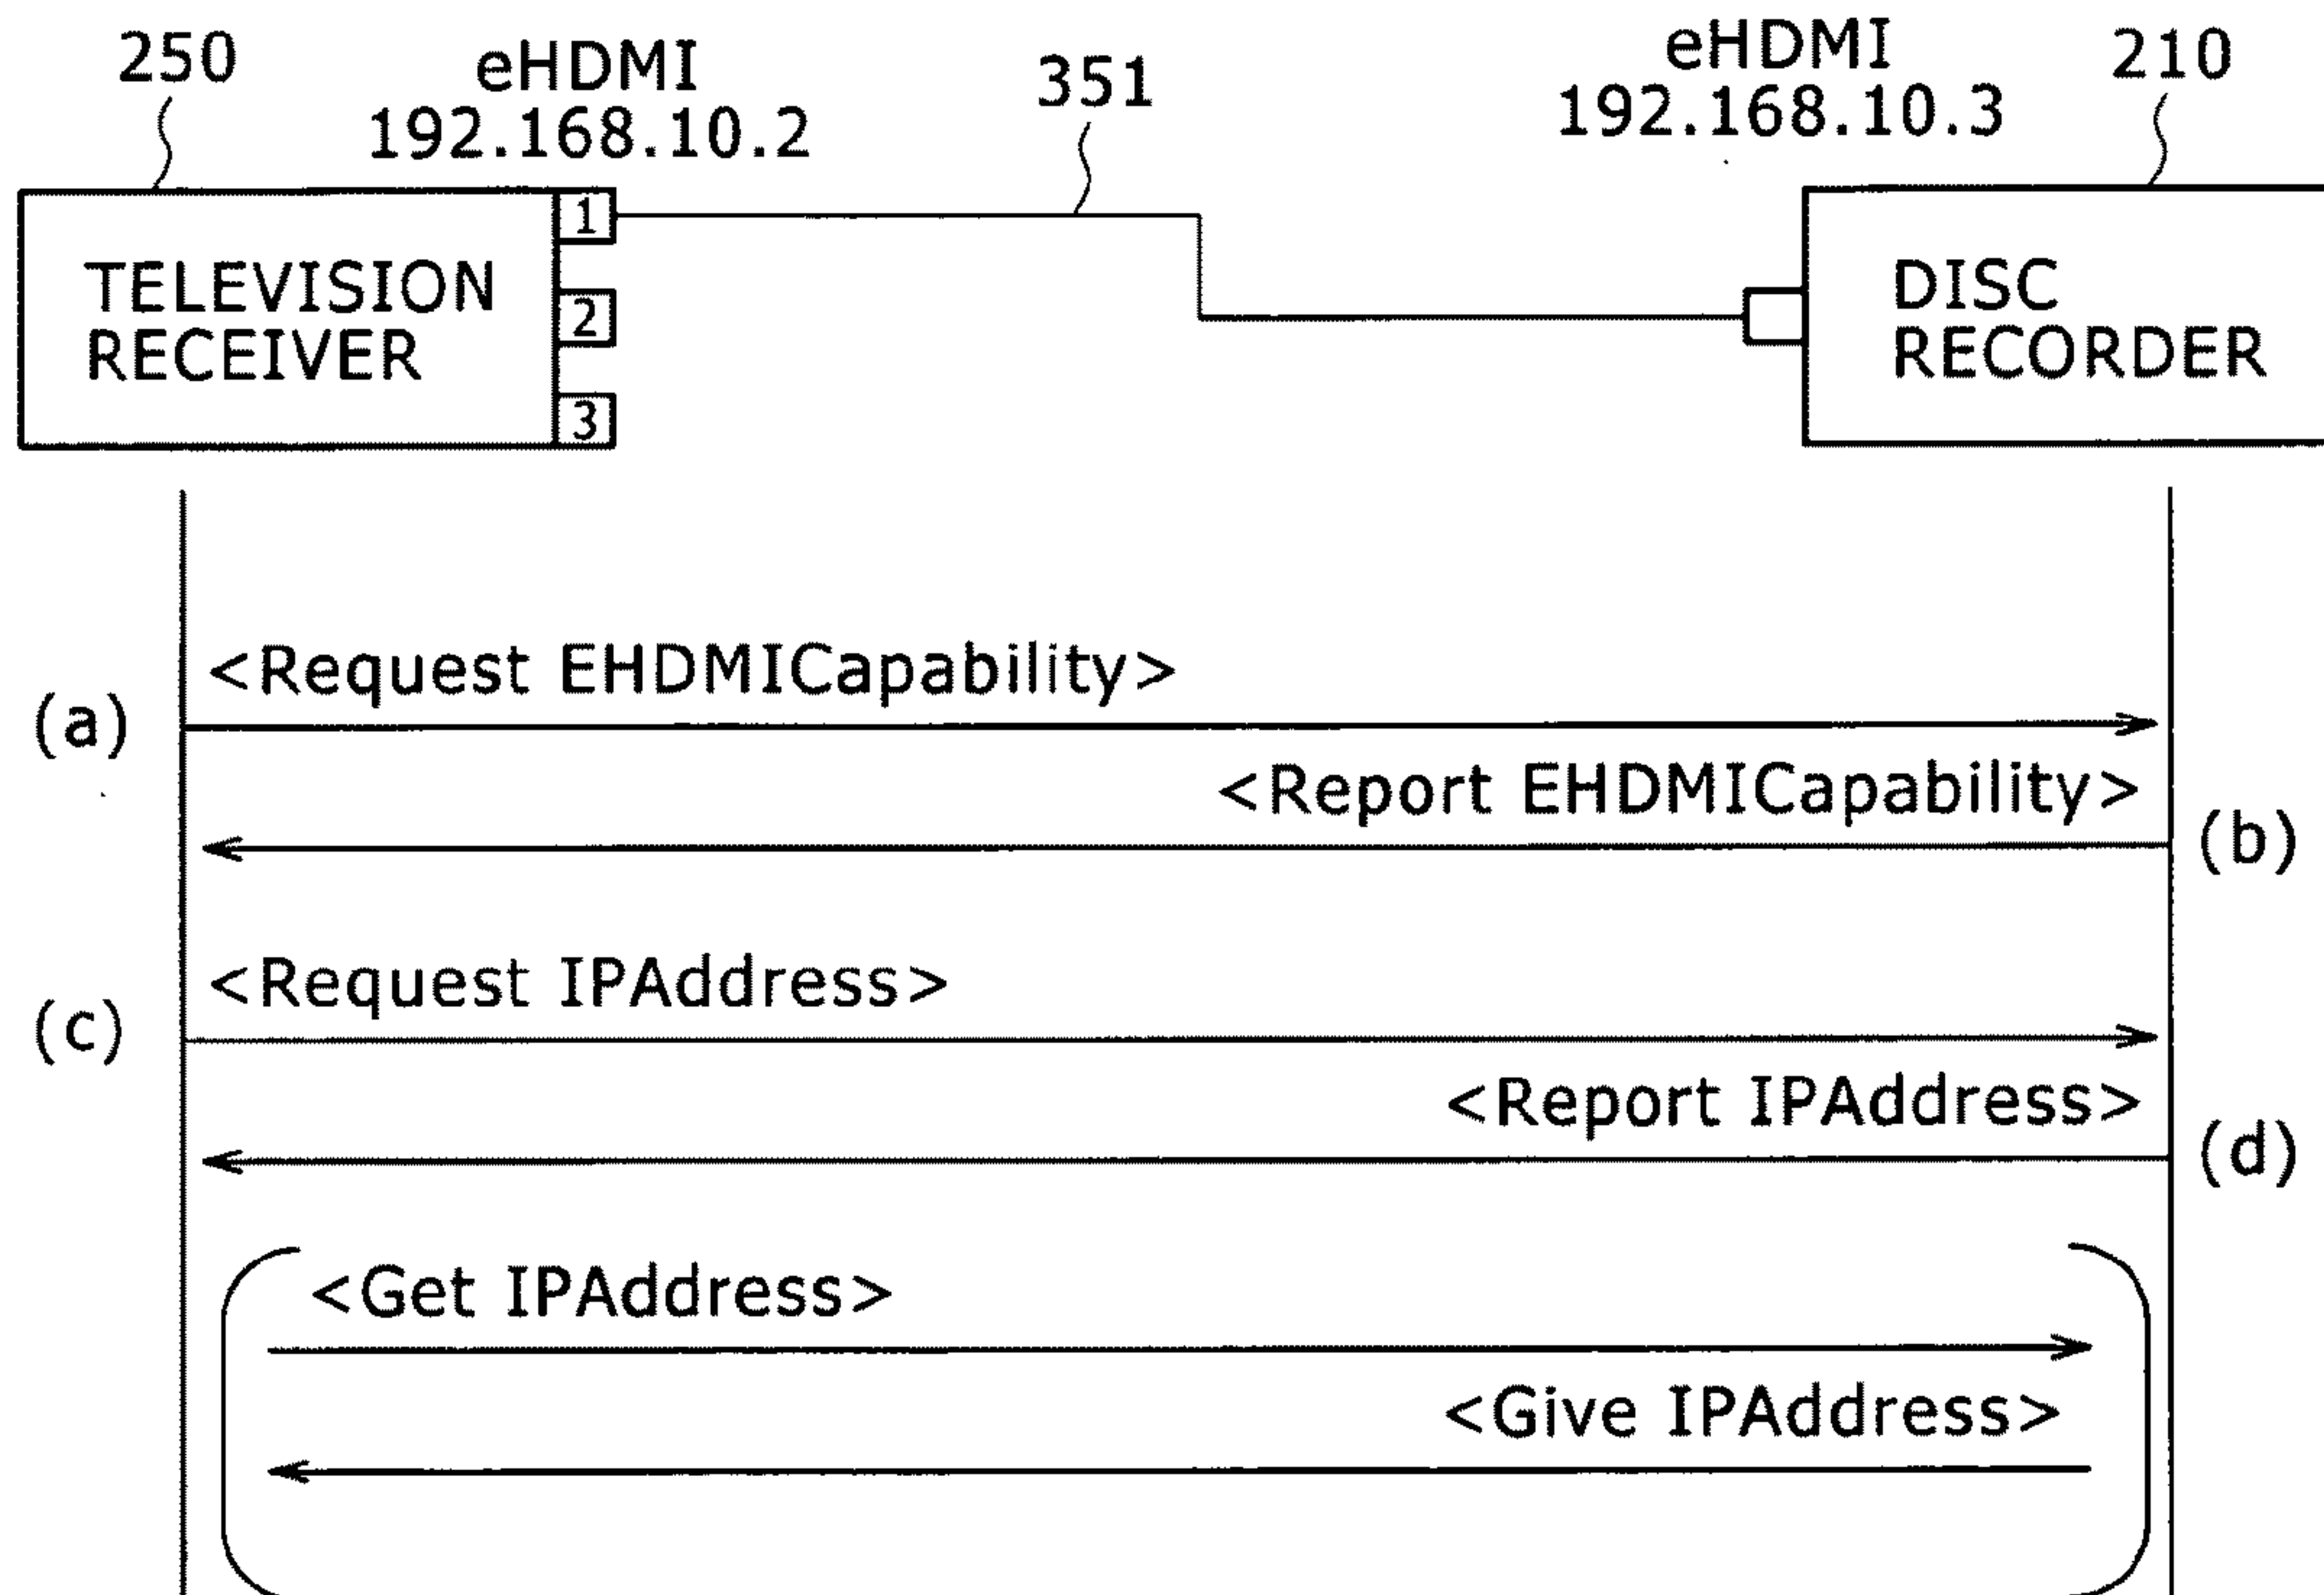 250
eHDMI
192.168.10.2
351
eHDMI
192.168.10.3
210
TELEVISION
RECEIVER
1
2
3
DISC
RECORDER
<Request EHDMICapability>
(a)
<Report EHDMICapability>
(b)
<Request IPAddress>
(c)
<Report IPAddress>
(d)
<Get IPAddress>
<Give IPAddress>